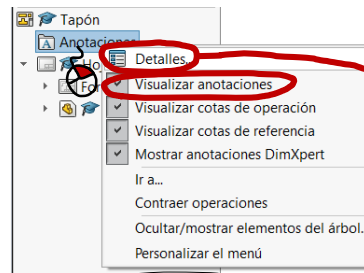 Tapón
Anotaciones
Detalles...
Visualizar anotaciones
Visualizar cotas de operación
Visualizar cotas de referencia
Mostrar anotaciones DimXpert
Ir a...
Contraer operaciones
Ocultar/mostrar elementos del árbol.
Personalizar el menú